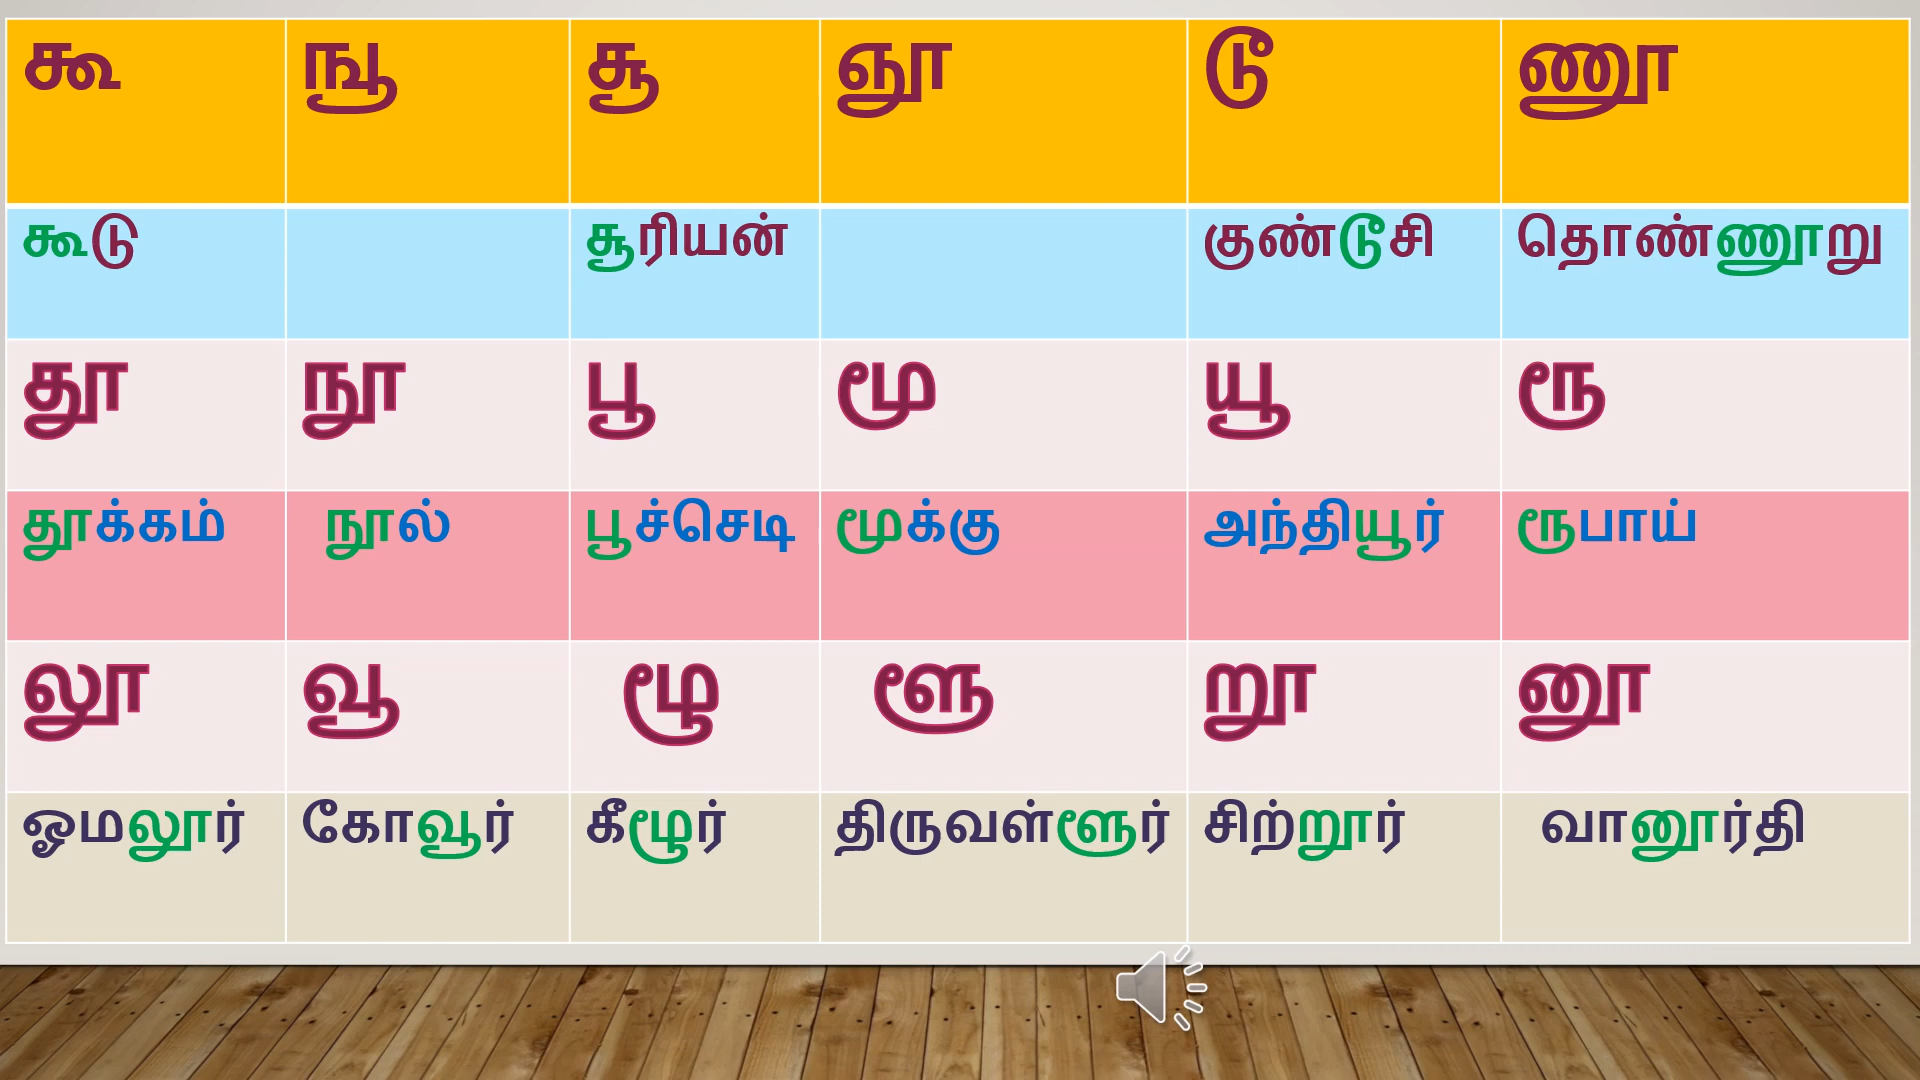 கூ ஙூ சூ ஞூ டூ ணூ
கூடு சூரியன் குண்டூசி தொண்ணூறு
தூ நூ பூ மூ யூ ரூ
தூக்கம் நூல் பூச்செடி மூக்கு அந்தியூர் ரூபாய்
லூ வூ ழூ ளூ றூ னூ
ஓமலூர் கோவூர் கீழூர் திருவள்ளூர் சிற்றூர் வானூர்தி